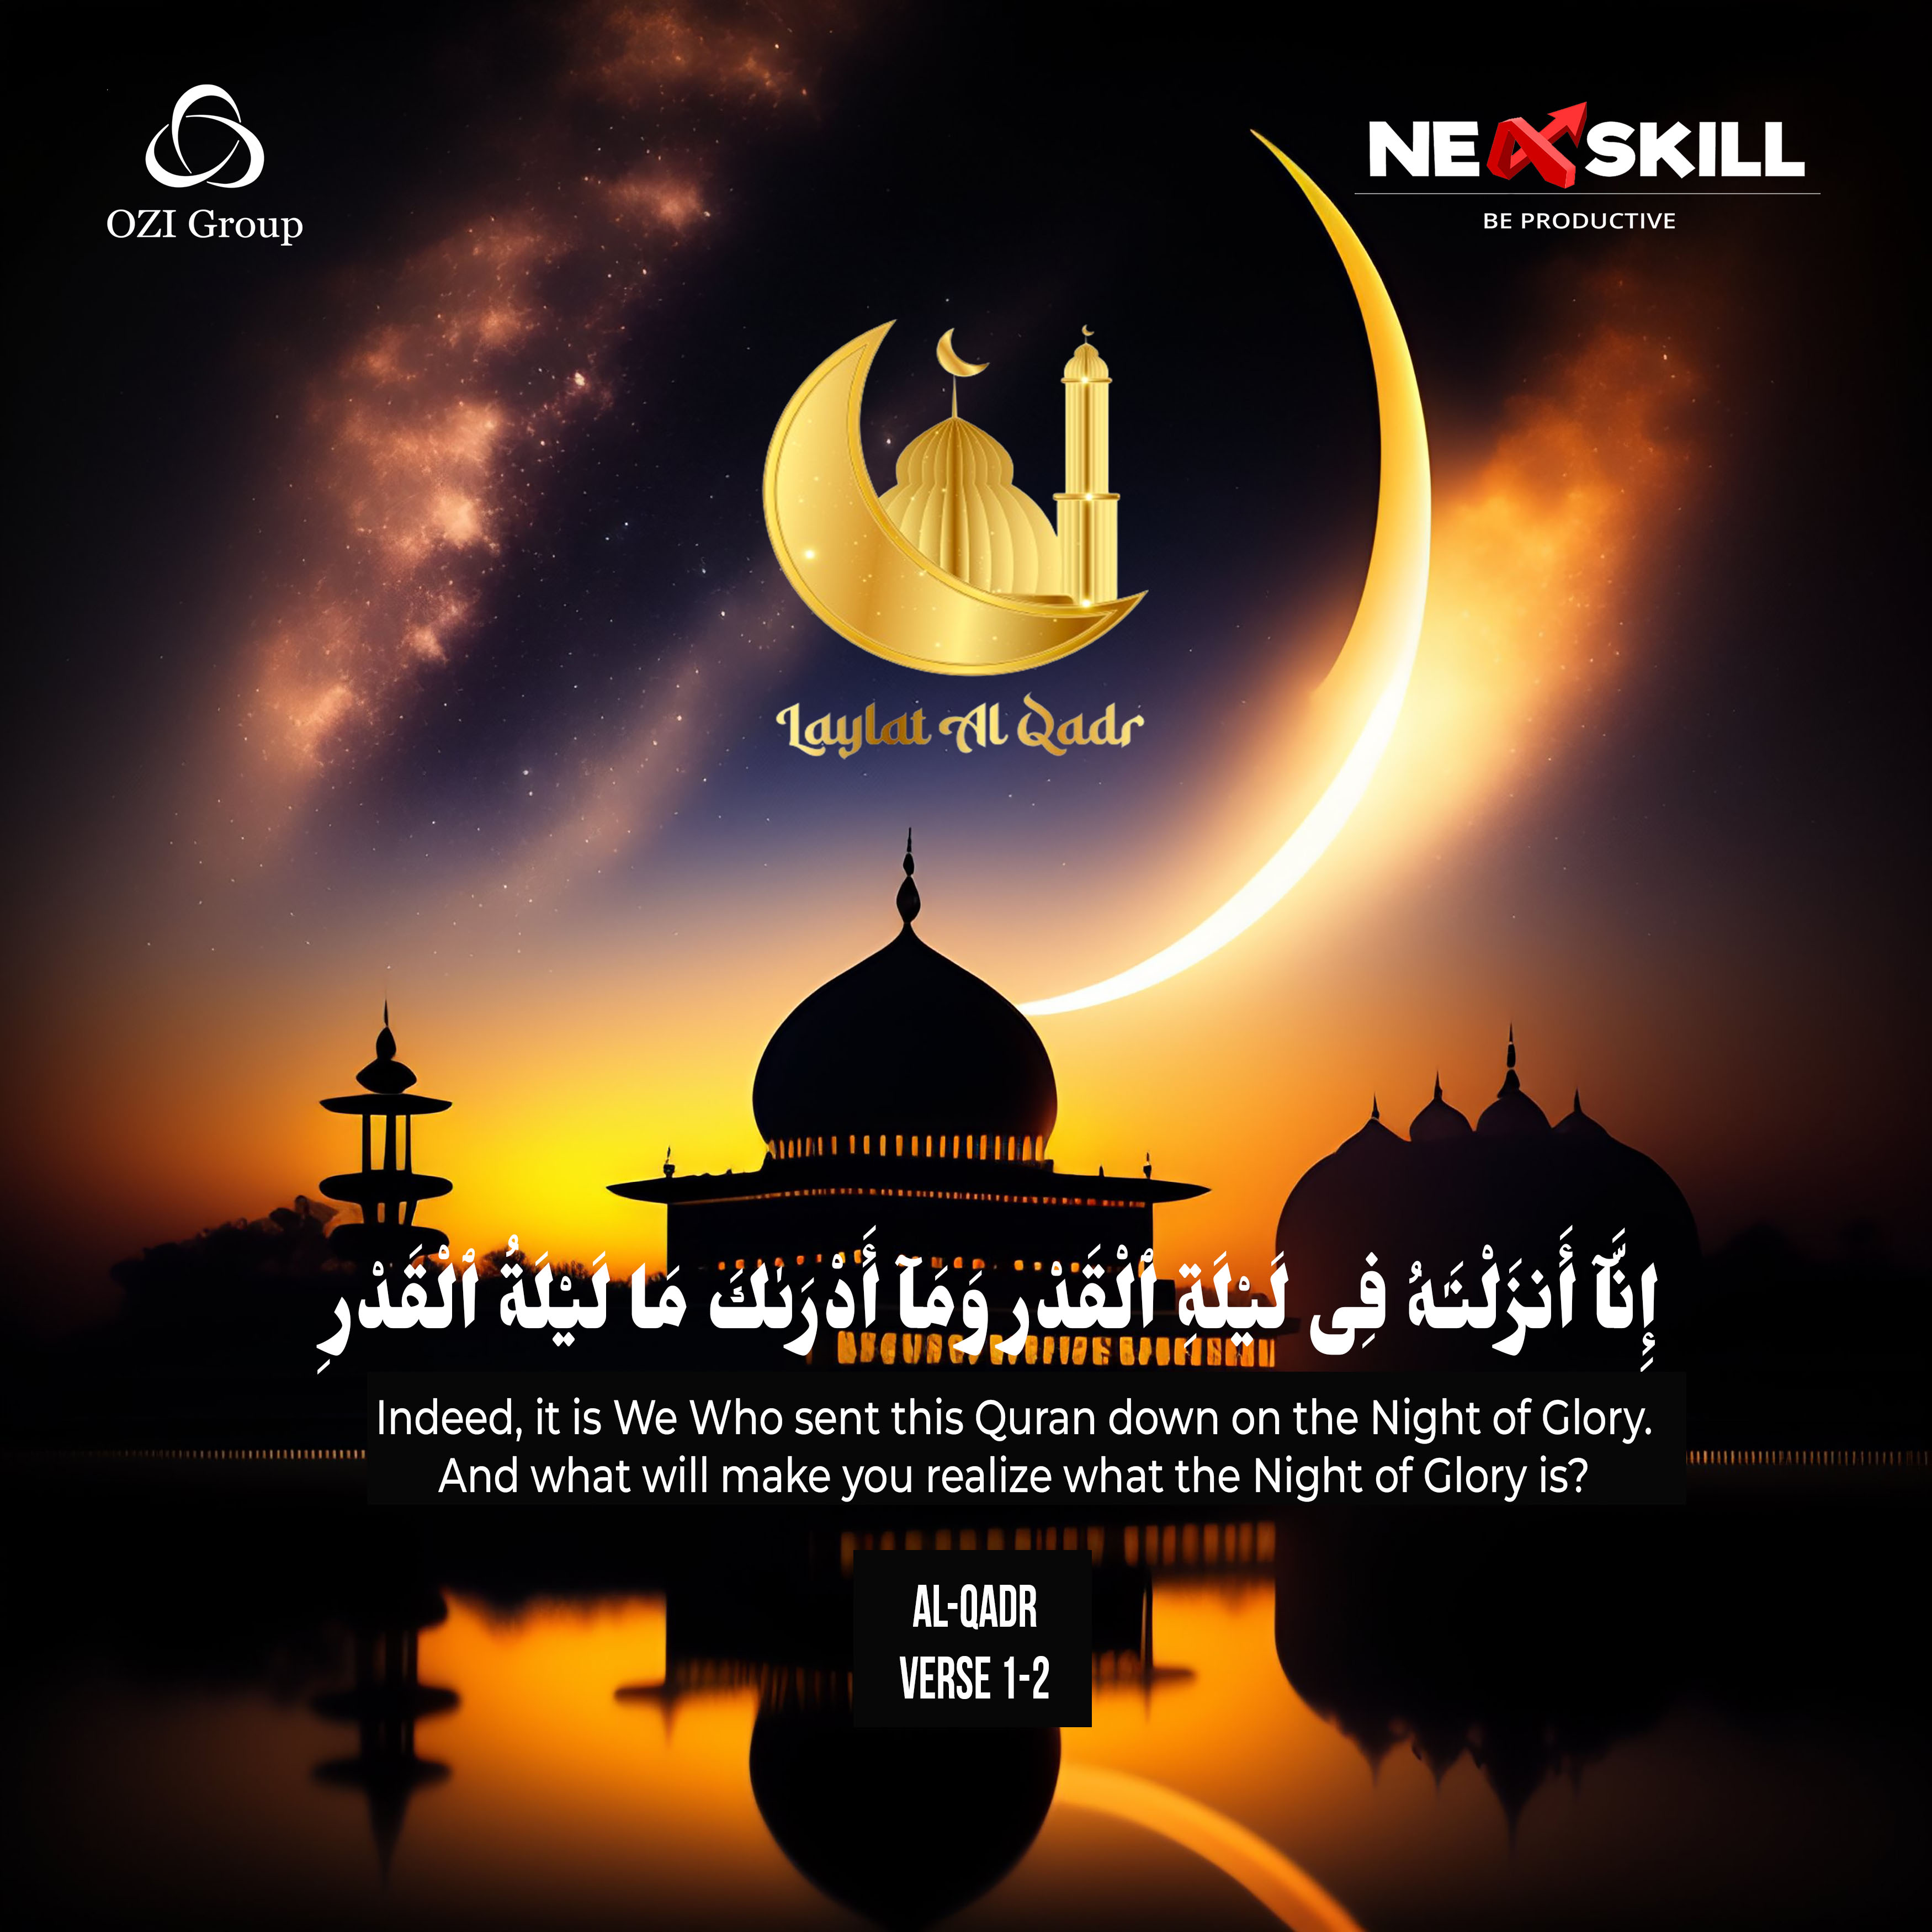 OZI Group
NEXSKILL
BE PRODUCTIVE
Laylat Al Qadr
إِنَّآ أَنزَلْنَـٰهُ فِى لَيْلَةِ ٱلْقَدْرِ وَمَآ أَدْرَىٰكَ مَا لَيْلَةُ ٱلْقَدْرِ
Indeed, it is We Who sent this Quran down on the Night of Glory.
And what will make you realize what the Night of Glory is?
AL-QADR
VERSE 1-2